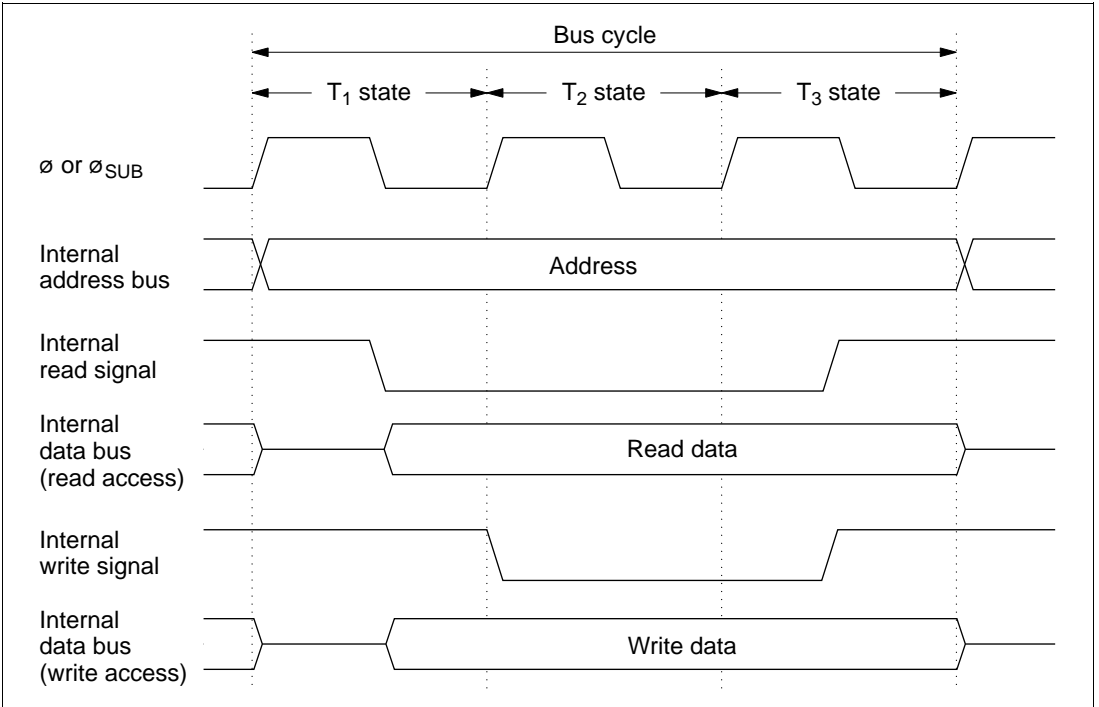 Bus cycle
T1 state T2 state T3 state
ø or øSUB
Internal
address bus
Address
Internal
read signal
Internal
data bus
(read access)
Read data
Internal
write signal
Internal
data bus
(write access)
Write data